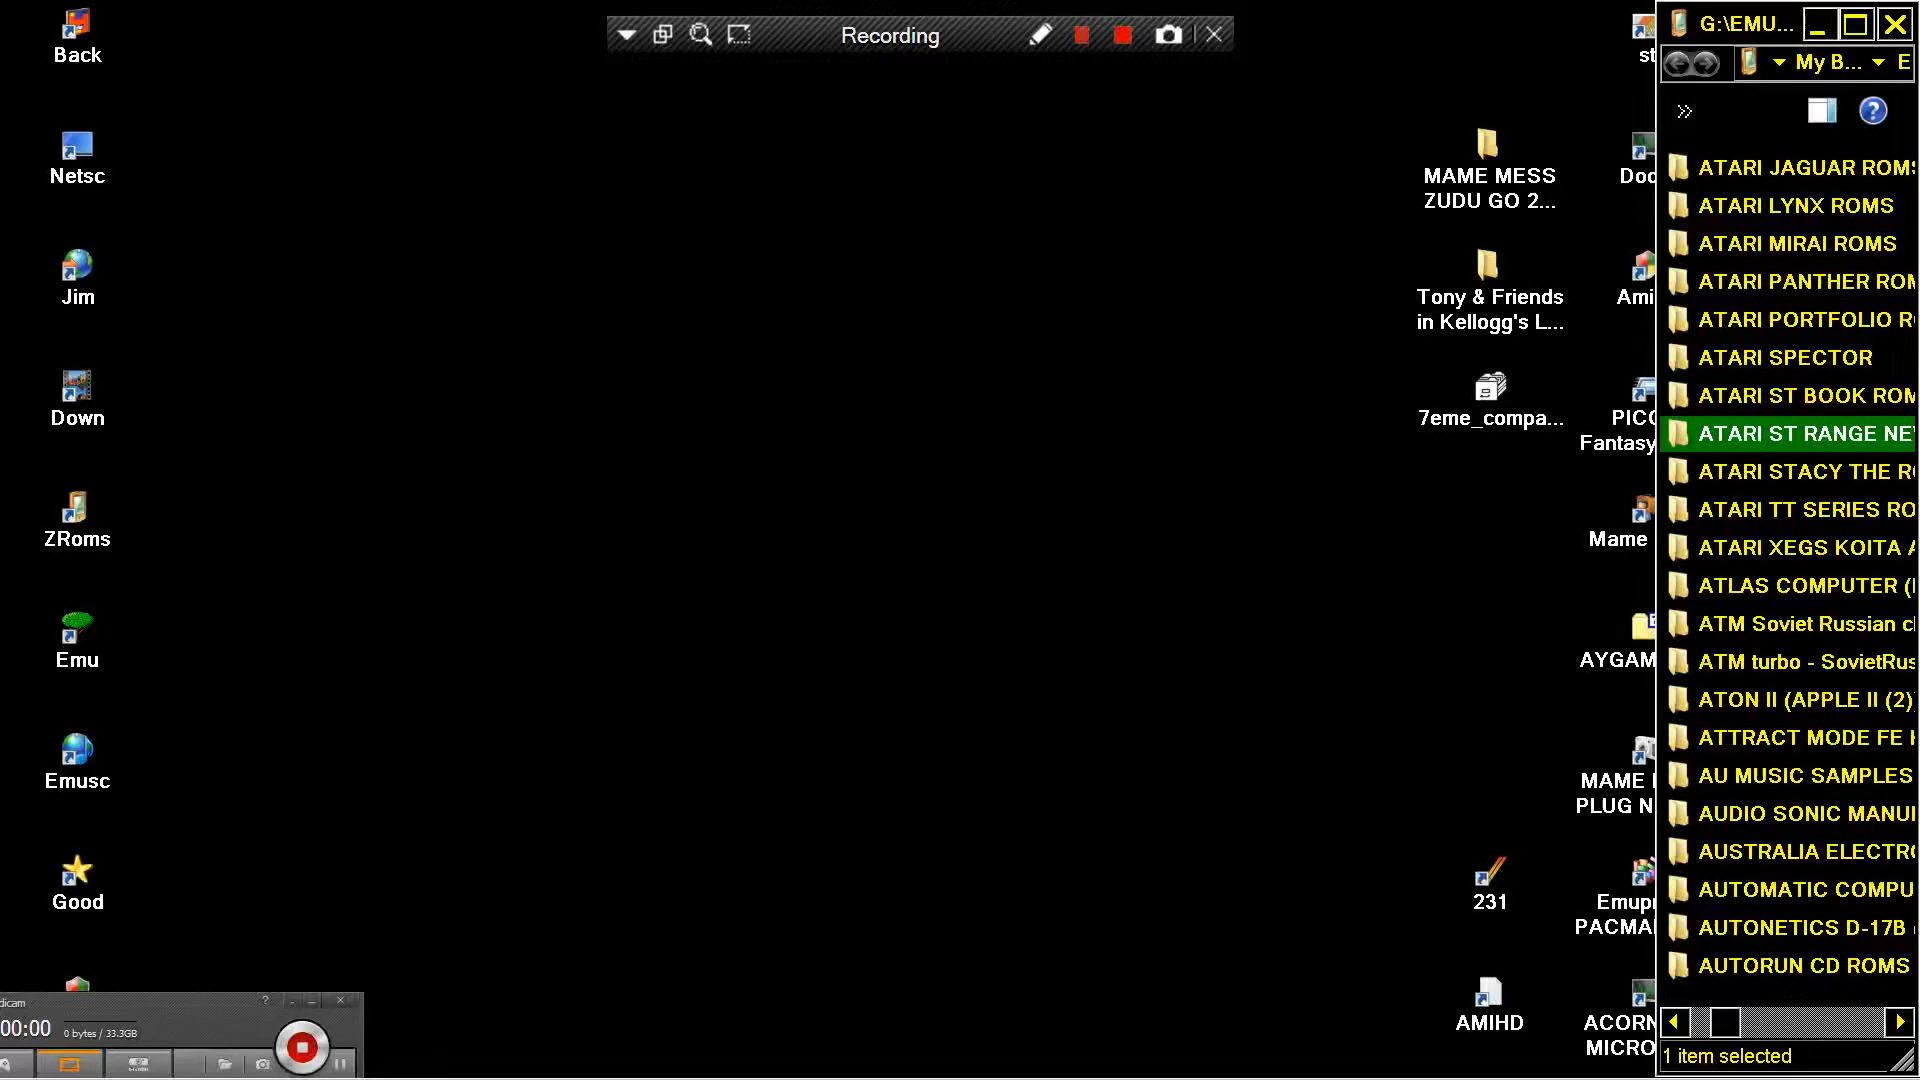 Back
Netsc
Jim
Down
ZRoms
Emu
Emusc
Good
Recording
MAME MESS
ZUDU GO 2...
Tony & Friends
in Kellogg's L...
7eme_compa...
231
AMIHD
st
Doc
Ami
PICO
Fantasy
Mame
AYGAM
MAME
PLUG N
Emupr
PACMA
ACORN
MICRO
G:\EMU...
My B... E
ATARI JAGUAR ROMS
ATARI LYNX ROMS
ATARI MIRAI ROMS
ATARI PANTHER ROM
ATARI PORTFOLIO R
ATARI SPECTOR
ATARI ST BOOK ROM
ATARI ST RANGE NE
ATARI STACY THE R
ATARI TT SERIES RO
ATARI XEGS KOITA
ATLAS COMPUTER (
ATM Soviet Russian c
ATM turbo - SovietRus
ATON II (APPLE II (2)
ATTRACT MODE FE
AU MUSIC SAMPLES
AUDIO SONIC MANU
AUSTRALIA ELECTR
AUTOMATIC COMPU
AUTONETICS D-17B
AUTORUN CD ROMS
1 item selected
dicam
00:00
0 bytes / 33.3GB